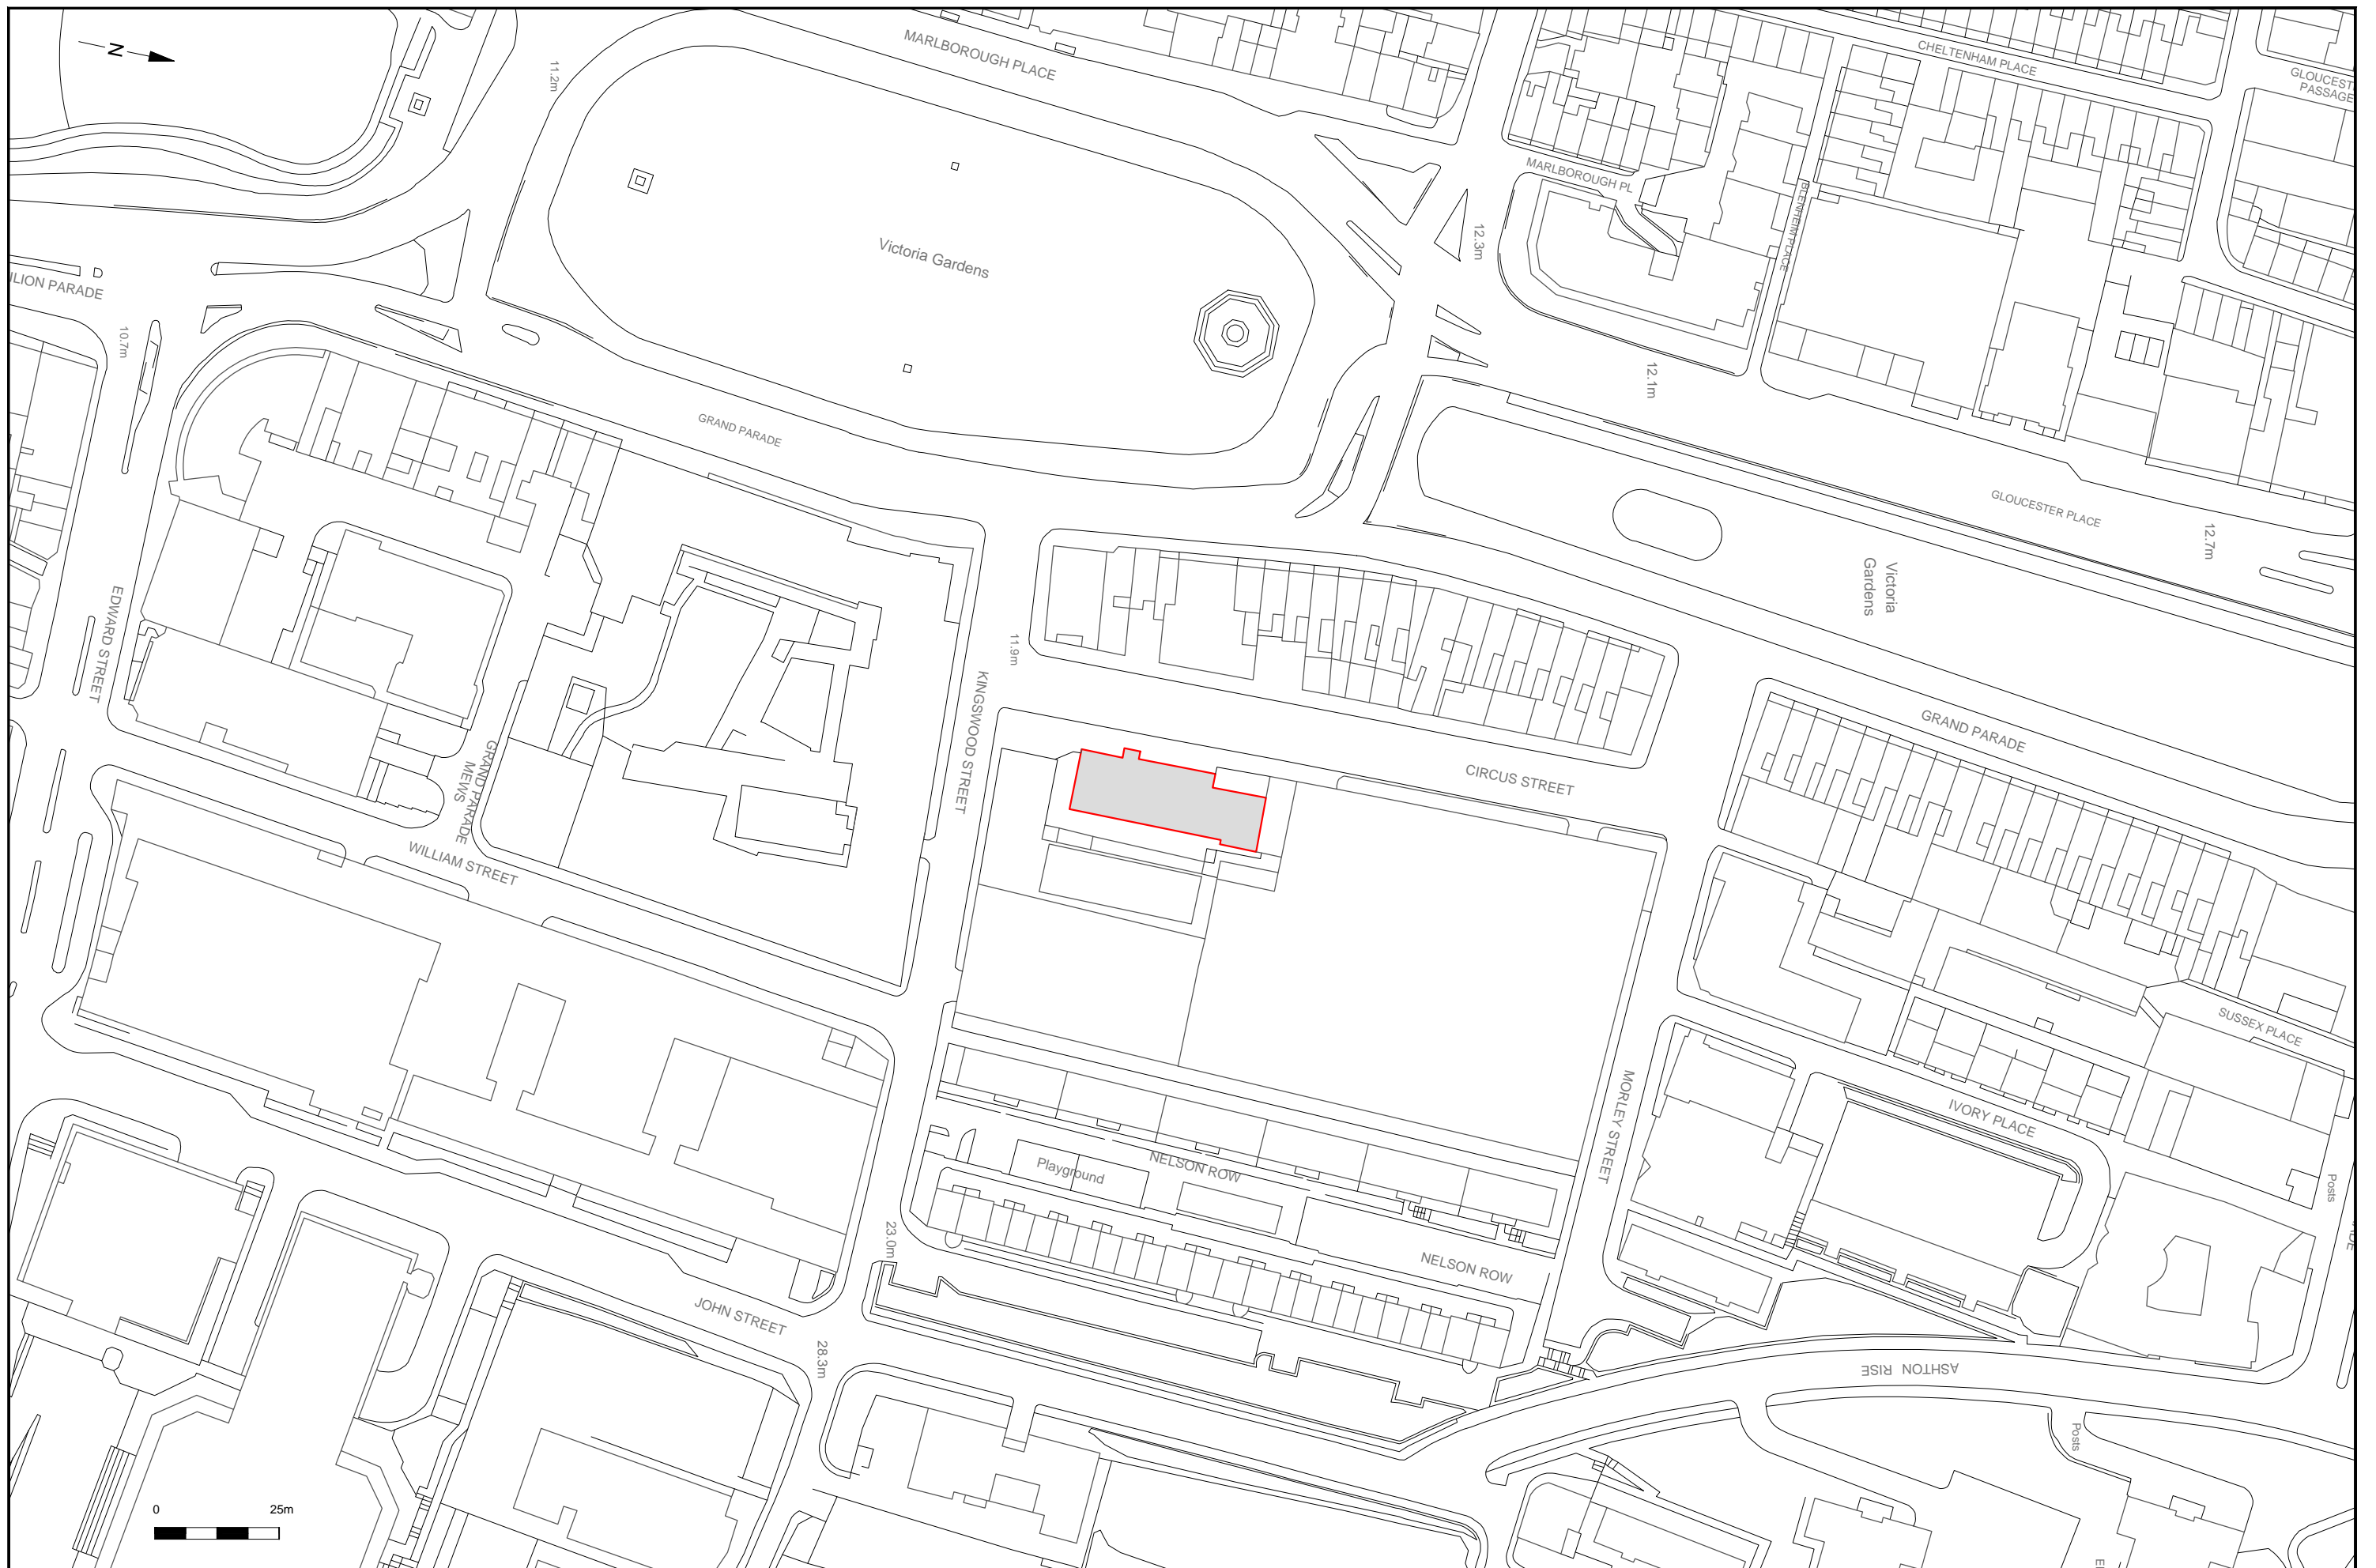 N
MARLBOROUGH PLACE
CHELTENHAM PLACE
PASSAGE
11.2m
MARLBOROUGH PL
BLENHEIM PLACE
Victoria Gardens
12.3m
PARADE
10.7m
12.1m
GRAND PARADE
GLOUCESTER PLACE
12.7m
Victoria
Gardens
EDWARD STREET
11.9m
KINGSWOOD STREET
GRAND PARADE
CIRCUS STREET
GRAND PARADE
MEWS
WILLIAM STREET
SUSSEX PLACE
MORLEY STREET
IVORY PLACE
Playground
NELSON ROW
Posts
23.0m
NELSON ROW
JOHN STREET
28.3m
ASHTON RISE
Posts
0
25m